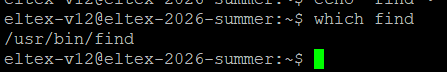 eltex-v12@eltex-2026-summer:~$ which find
/usr/bin/find
eltex-v12@eltex-2026-summer:~$